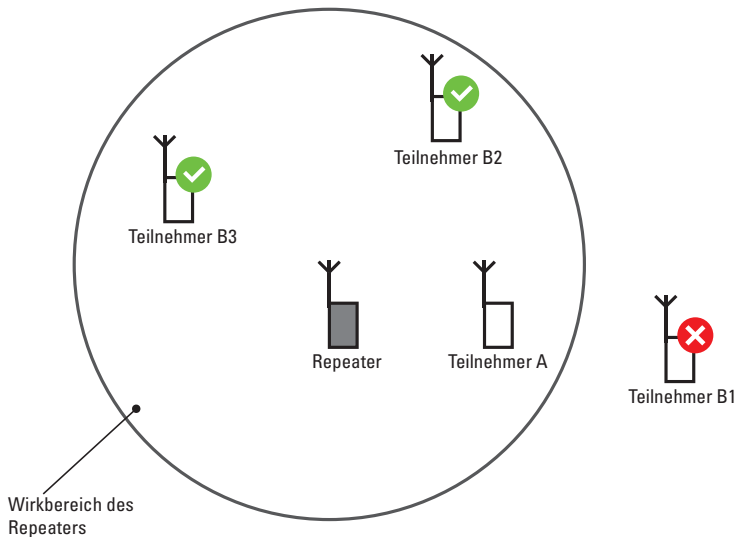 Teilnehmer B2
Teilnehmer B3
Repeater
Teilnehmer A
Teilnehmer B1
Wirkbereich des
Repeaters